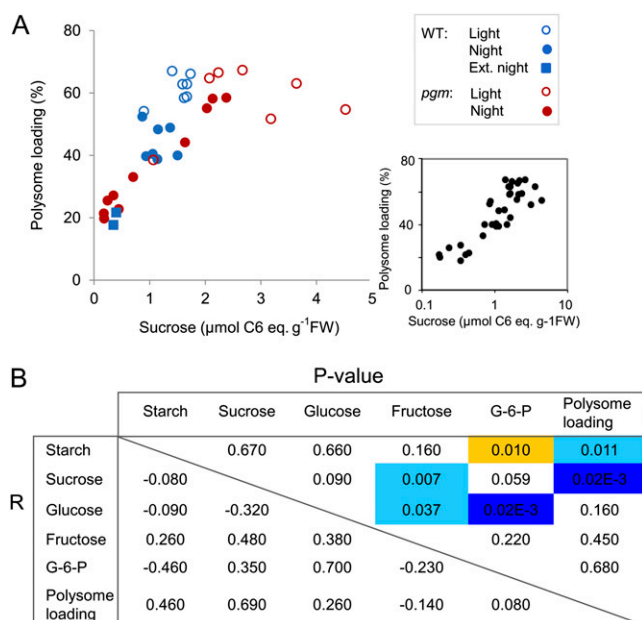 A
Polysome loading (%)
80
60
40
20
0
0 1 2 3 4 5
Sucrose (μmol C6 eq. g⁻¹FW)
WT: Light
Night
Ext. night
pgm: Light
Night
Polysome loading (%)
80
40
0
0.1 1 10
Sucrose (μmol C6 eq. g-1FW)
B
P-value
Starch Sucrose Glucose Fructose G-6-P Polysome loading
R
Starch 0.670 0.660 0.160 0.010 0.011
Sucrose -0.080 0.090 0.007 0.059 0.02E-3
Glucose -0.090 -0.320 0.037 0.02E-3 0.160
Fructose 0.260 0.480 0.380 0.220 0.450
G-6-P -0.460 0.350 0.700 -0.230 0.680
Polysome loading 0.460 0.690 0.260 -0.140 0.080